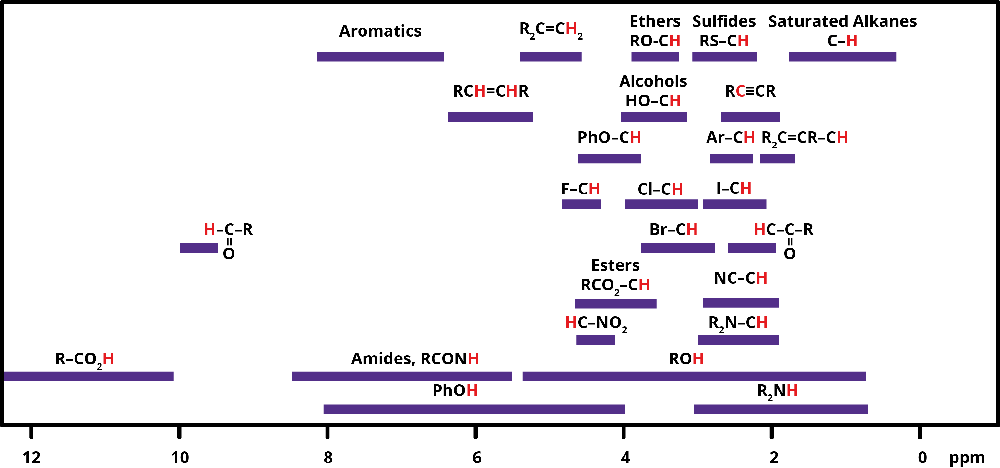 Aromatics
R₂C=CH₂
Ethers
RO-CH
Sulfides
RS–CH
Saturated Alkanes
C–H
RCH=CHR
Alcohols
HO–CH
RC≡CR
PhO–CH
Ar–CH
R₂C=CR–CH
F–CH
Cl–CH
I–CH
H–C–R
=
O
Br–CH
HC–C–R
=
O
Esters
RCO₂–CH
NC–CH
HC–NO₂
R₂N–CH
R–CO₂H
Amides, RCONH
ROH
PhOH
R₂NH
12 10 8 6 4 2 0 ppm